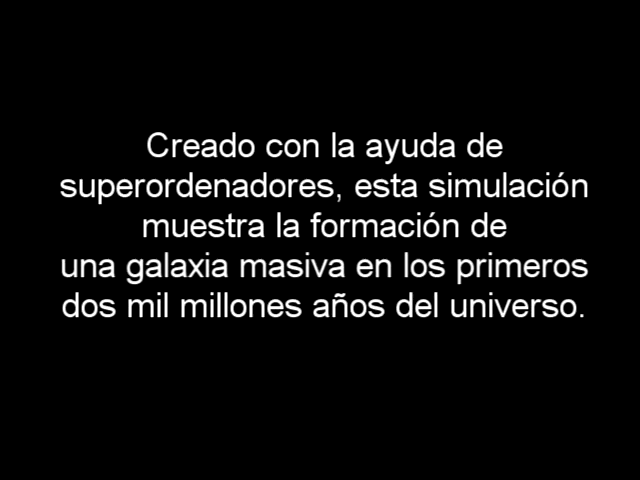 Creado con la ayuda de
superordenadores, esta simulación
muestra la formación de
una galaxia masiva en los primeros
dos mil millones años del universo.